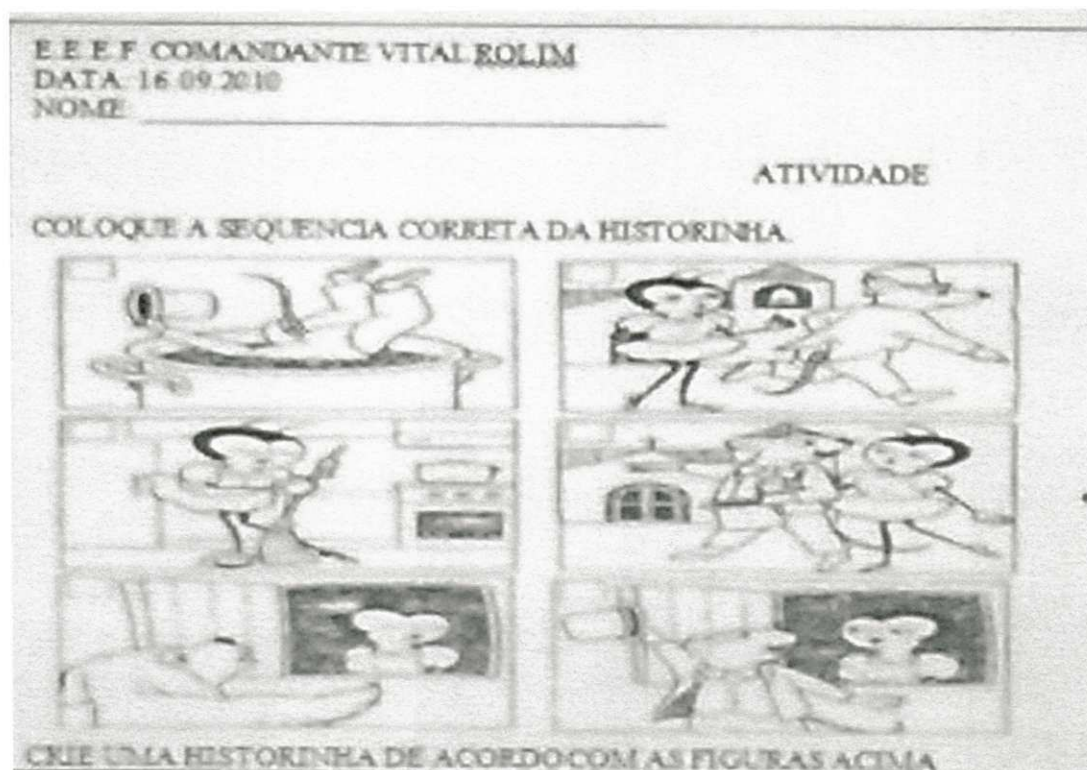 E E E F COMANDANTE VITAL ROLIM
DATA 16 09 2010
NOME
ATIVIDADE
COLOQUE A SEQUENCIA CORRETA DA HISTORINHA.
CRIE UMA HISTORINHA DE ACORDO COM AS FIGURAS ACIMA